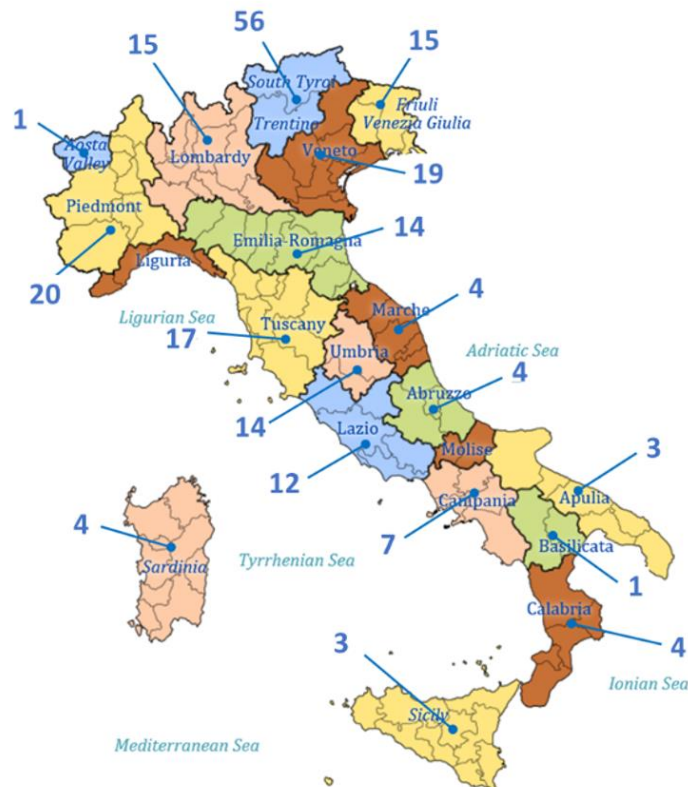 56
15
15
South Tyrol
1
Friuli
Venezia Giulia
Trentino
Aosta
Valley
Lombardy
Veneto
19
Piedmont
14
Emilia-Romagna
20
Liguria
4
Ligurian Sea
Marche
Tuscany
17
Adriatic Sea
Umbria
4
Abruzzo
14
Lazio
Molise
3
12
Campania
Apulia
4
7
Basilicata
Tyrrhenian Sea
Sardinia
1
Calabria
4
3
Ionian Sea
Sicily
Mediterranean Sea